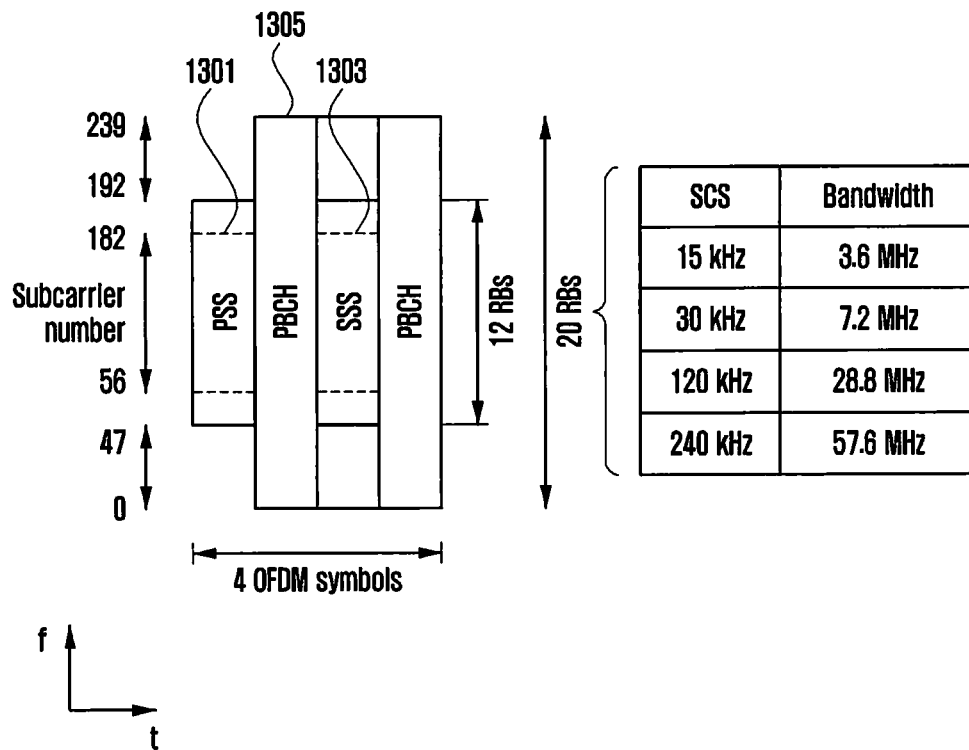 1305
1301
1303
239
192
182
Subcarrier
number
56
47
0
PSS
PBCH
SSS
PBCH
12 RBs
20 RBs
SCS Bandwidth
15 kHz 3.6 MHz
30 kHz 7.2 MHz
120 kHz 28.8 MHz
240 kHz 57.6 MHz
4 OFDM symbols
f
t